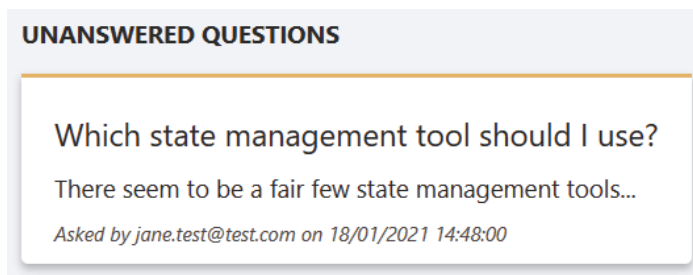 UNANSWERED QUESTIONS
Which state management tool should I use?
There seem to be a fair few state management tools...
Asked by jane.test@test.com on 18/01/2021 14:48:00